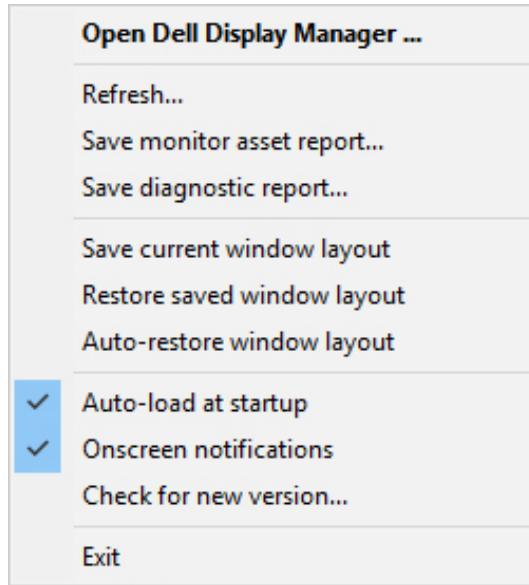 Open Dell Display Manager ...
Refresh...
Save monitor asset report...
Save diagnostic report...
Save current window layout
Restore saved window layout
Auto-restore window layout
Auto-load at startup
Onscreen notifications
Check for new version...
Exit